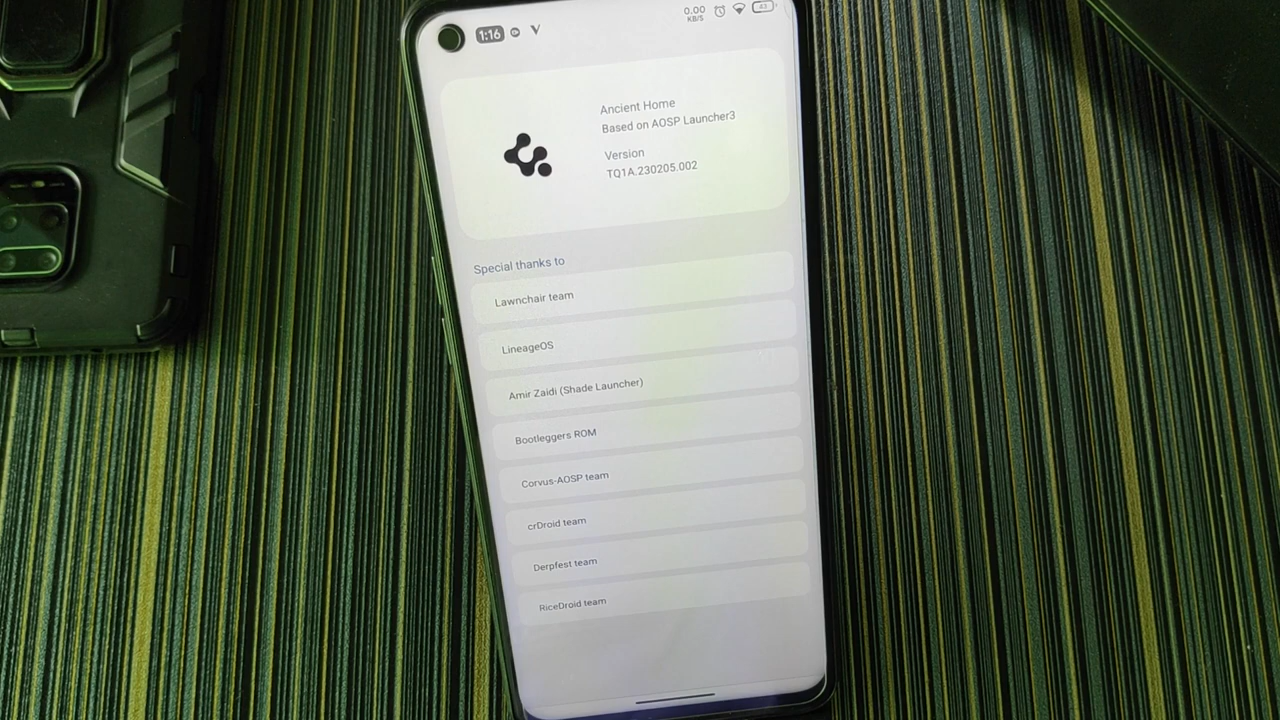 1:16
0.00
KB/S
43
Ancient Home
Based on AOSP Launcher3
Version
TQ1A.230205.002
Special thanks to
Lawnchair team
LineageOS
Amir Zaidi (Shade Launcher)
Bootleggers ROM
Corvus-AOSP team
crDroid team
Derpfest team
RiceDroid team